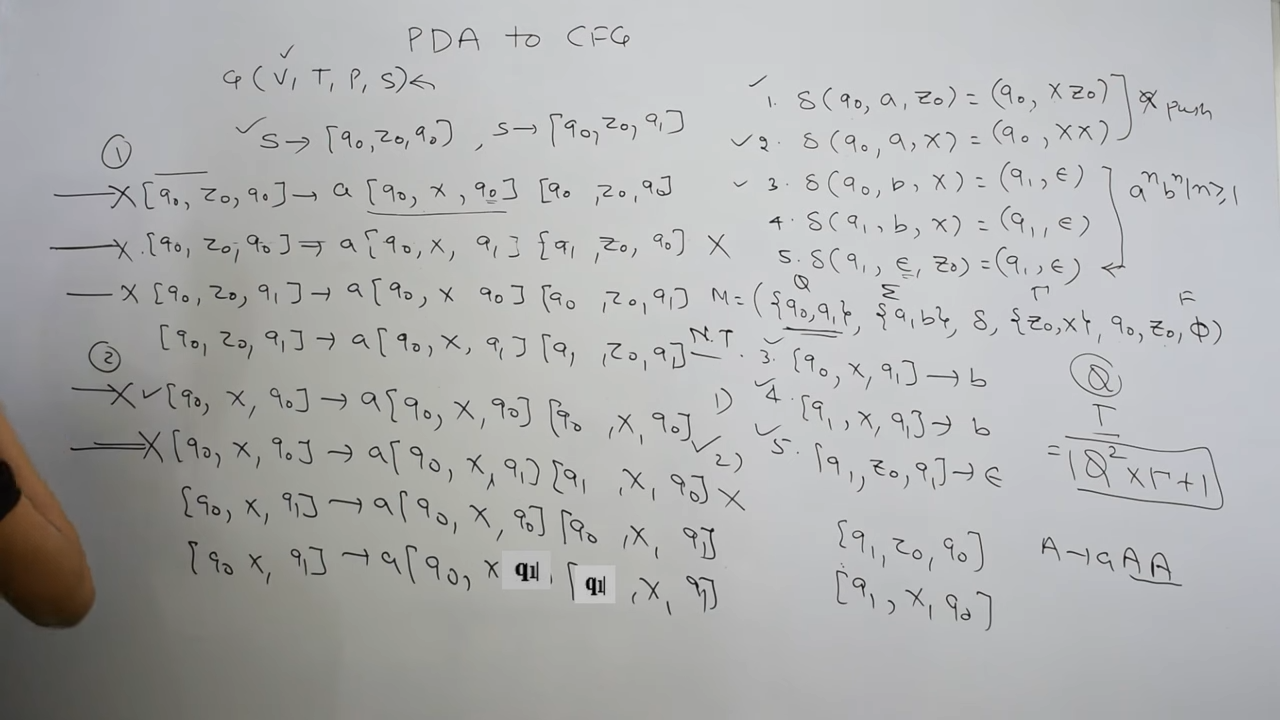 PDA to CFG
G (V, T, P, S) ←
✓ S → [q0, z0, q0) , S → [q0, z0, q1]
①
X [q0, z0, q0] → a [q0, x, q0] [q0, z0, q0]
X. [q0, z0, q0] → a [q0, x, q1] [q1, z0, q0] X
X [q0, z0, q1] → a [q0, x q0] [q0, z0, q1]
[q0, z0, q1] → a [q0, x, q1] [q1, z0, q1]
②
X ✓ [q0, x, q0] → a [q0, x, q0] [q0, x, q0]
X [q0, x, q0] → a [q0, x, q1) [q1, x, q0] X
[q0, x, q1] → a [q0, x, q0] [q0, x, q1]
[q0 x, q1] → a [q0, x q1. [q1, x, q1]
✓ 1. δ(q0, a, z0) = (q0, xz0)
✓ 2. δ(q0, a, x) = (q0, xx)
push
✓ 3. δ(q0, b, x) = (q1, ε)
4. δ(q1, b, x) = (q1, ε)
5. δ(q1, ε, z0) = (q1, ε) ←
aⁿbⁿ|n≥1
Q Σ Γ F
M = ({q0, q1}, {a, b}, δ, {z0, x}, q0, z0, ϕ)
N.T
✓ 3. [q0, x, q1] → b
1) ✓ 4. [q1, x, q1] → b
✓ 2) ✓ 5. [q1, z0, q1] → ε
Q
Γ
= |Q² × Γ + 1|
[q1, z0, q0]
[q1, x, q0]
A → aAA